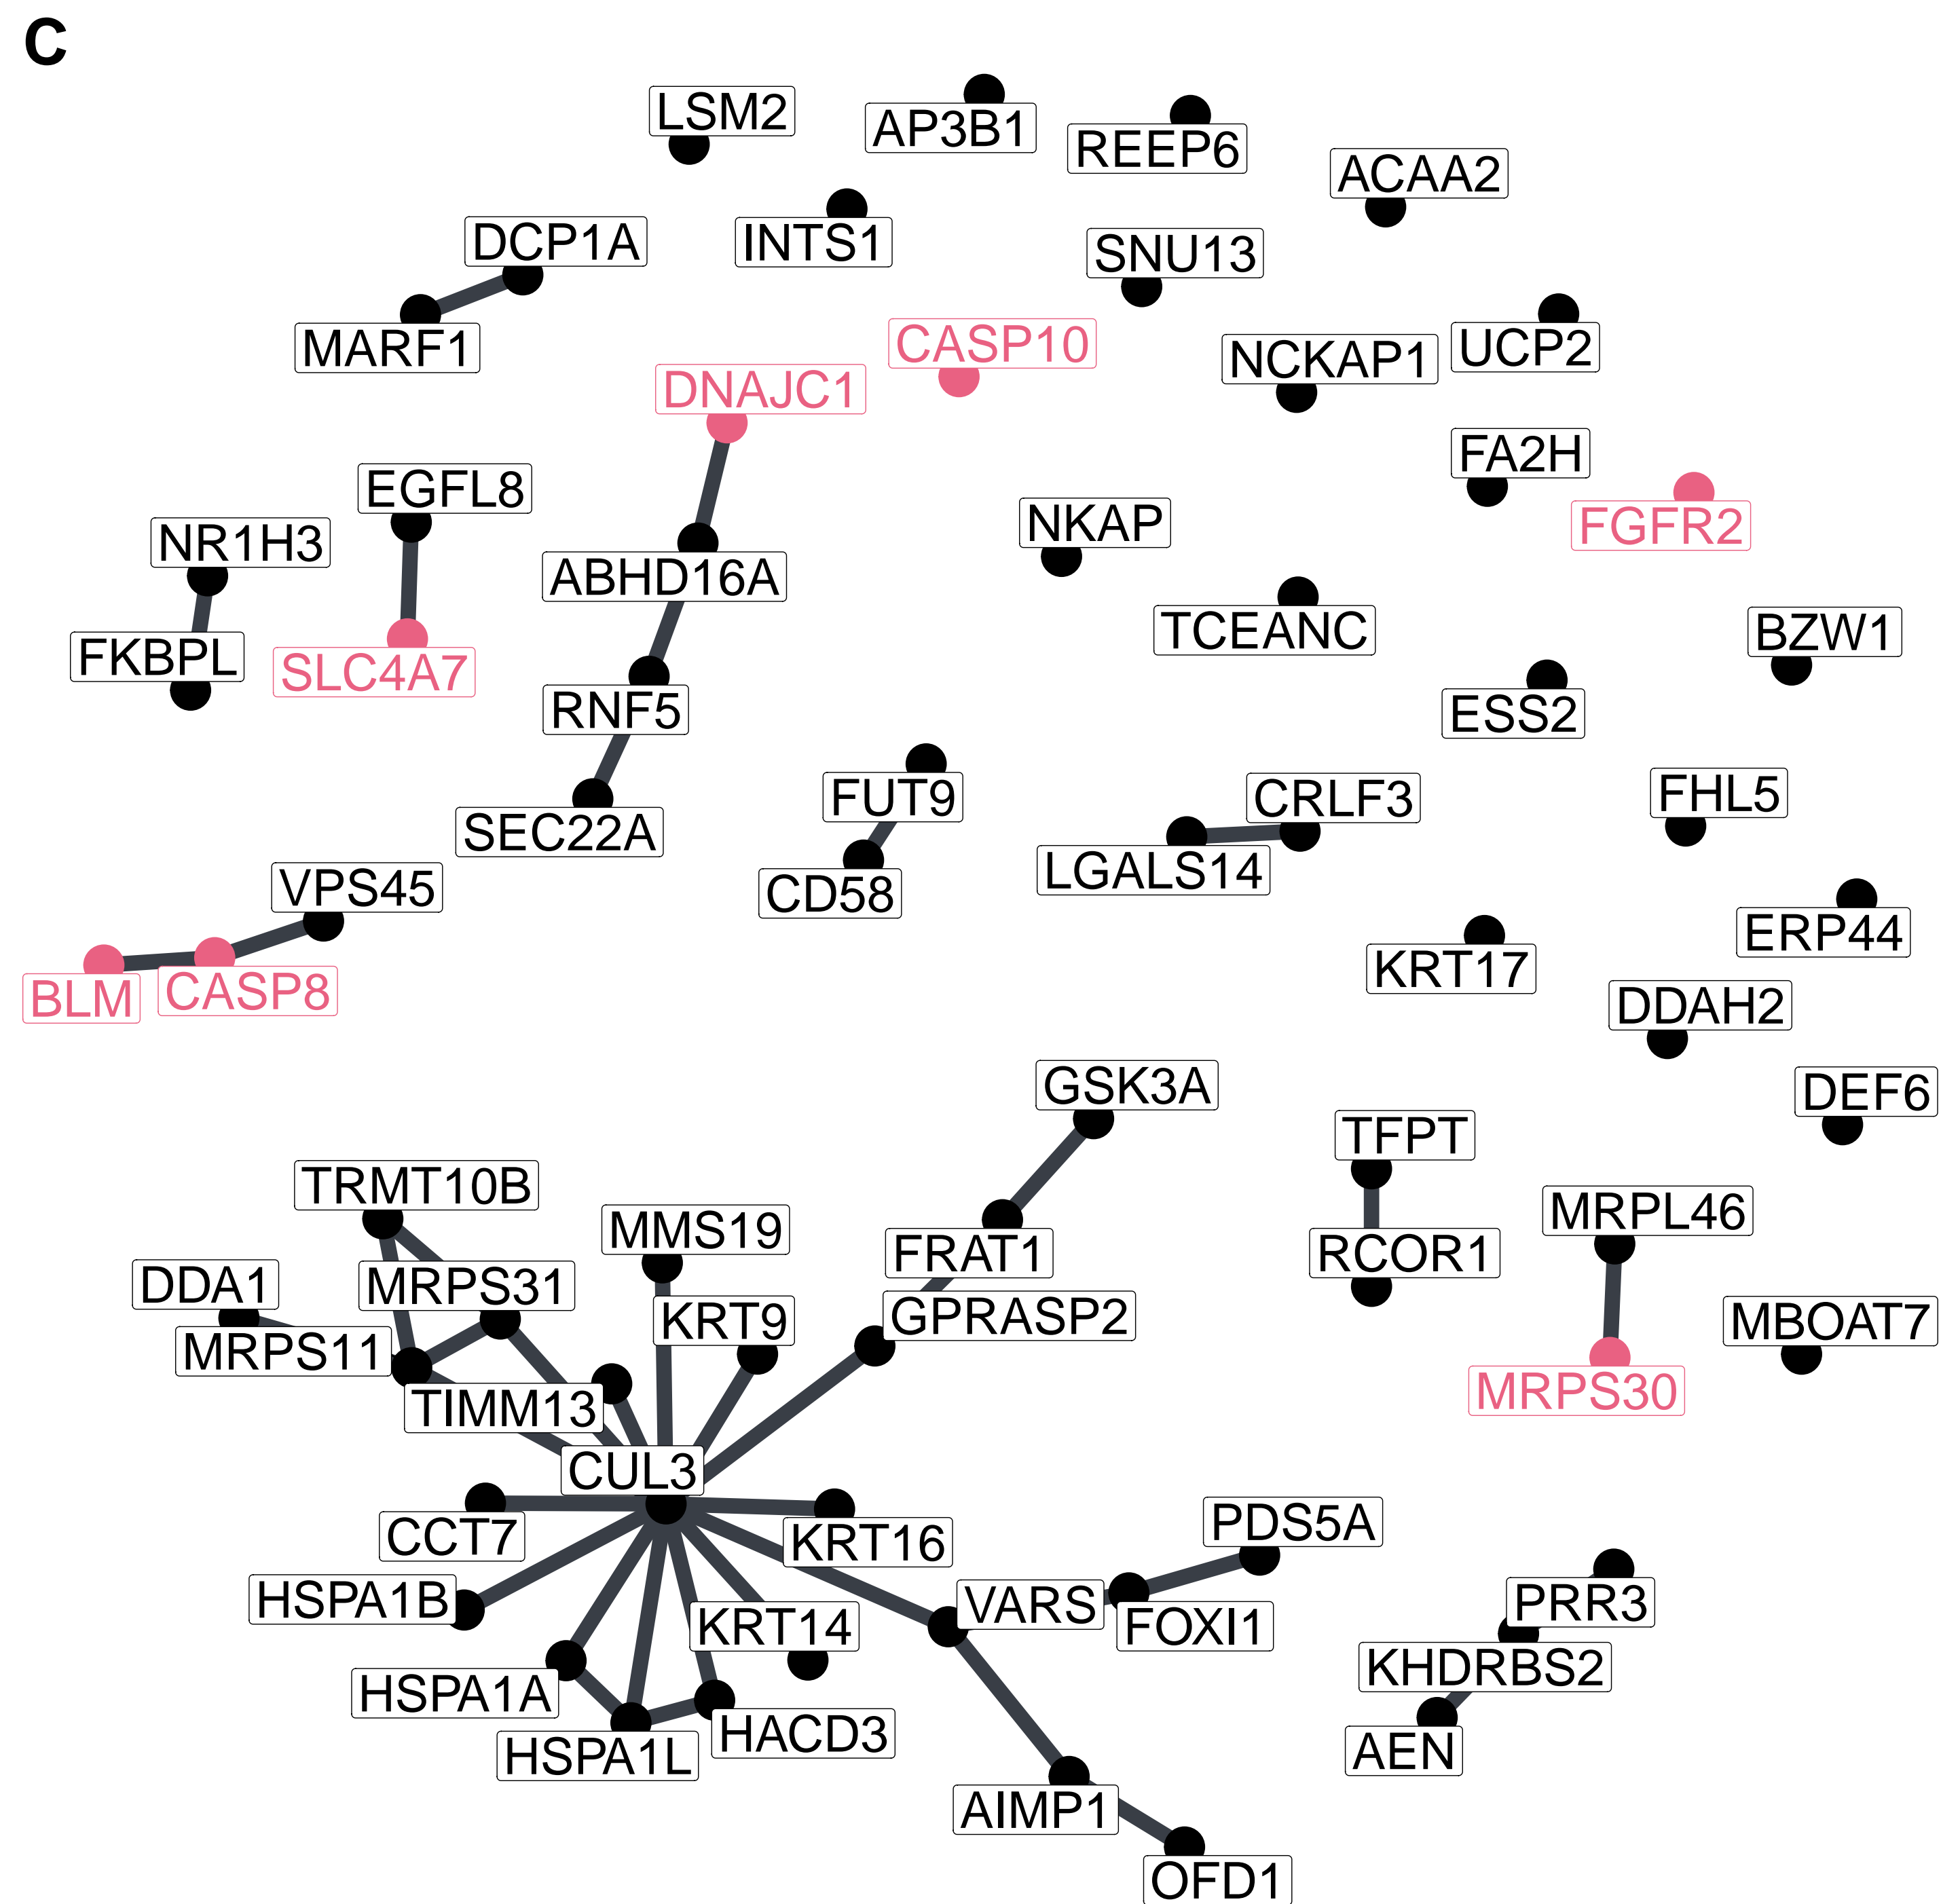 C
LSM2
AP3B1
REEP6
ACAA2
DCP1A
INTS1
SNU13
MARF1
CASP10
NCKAP1
UCP2
DNAJC1
EGFL8
FA2H
NKAP
FGFR2
NR1H3
ABHD16A
TCEANC
BZW1
FKBPL
SLC4A7
RNF5
ESS2
FUT9
CRLF3
FHL5
SEC22A
LGALS14
VPS45
CD58
ERP44
KRT17
BLM
CASP8
DDAH2
GSK3A
DEF6
TFPT
TRMT10B
MRPL46
MMS19
FRAT1
RCOR1
DDA1
MRPS31
KRT9
GPRASP2
MBOAT7
MRPS11
MRPS30
TIMM13
CUL3
PDS5A
CCT7
KRT16
HSPA1B
VARS
PRR3
KRT14
FOXI1
KHDRBS2
HSPA1A
HACD3
AEN
HSPA1L
AIMP1
OFD1